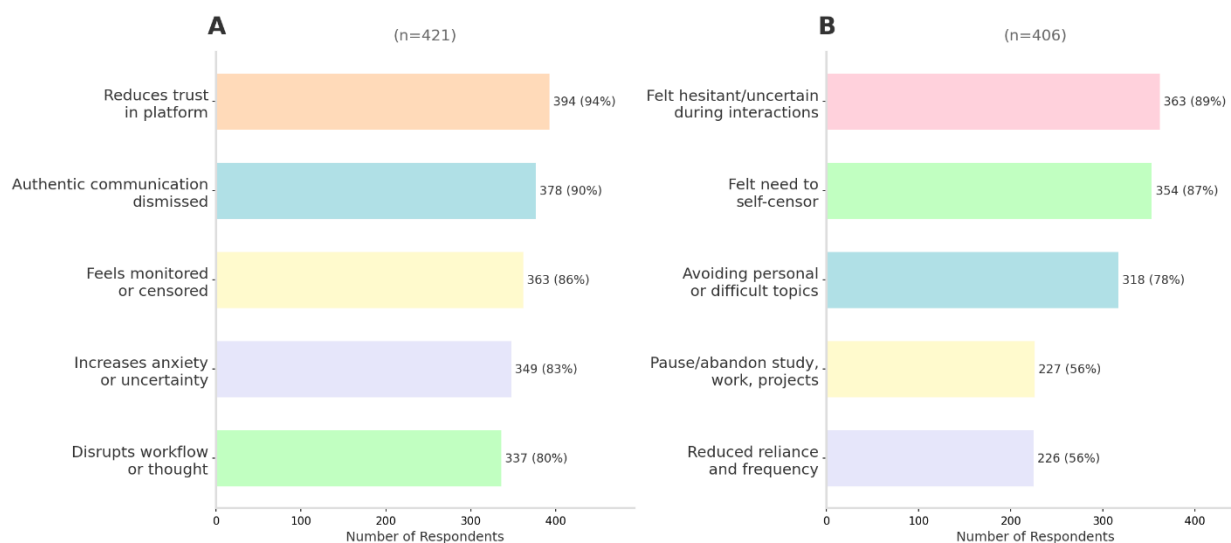 A
(n=421)
Reduces trust
in platform
394 (94%)
Authentic communication
dismissed
378 (90%)
Feels monitored
or censored
363 (86%)
Increases anxiety
or uncertainty
349 (83%)
Disrupts workflow
or thought
337 (80%)
0 100 200 300 400
Number of Respondents
B
(n=406)
Felt hesitant/uncertain
during interactions
363 (89%)
Felt need to
self-censor
354 (87%)
Avoiding personal
or difficult topics
318 (78%)
Pause/abandon study,
work, projects
227 (56%)
Reduced reliance
and frequency
226 (56%)
0 100 200 300 400
Number of Respondents